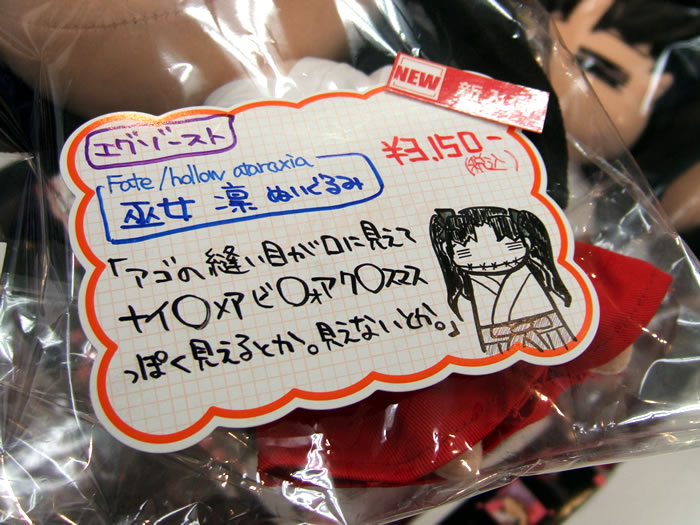 NEW
エグゾースト
¥3,150-
(税込)
Fate/hollow ataraxia
巫女 凛 ぬいぐるみ
「アゴの縫い目が口に見えて
ナイ○メア ビ○ォアク○スマス
っぽく見えるとか。見えないとか。」